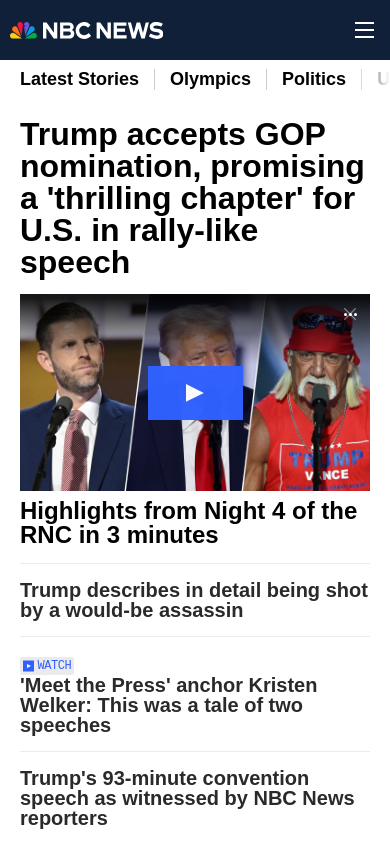 NBC NEWS
Latest Stories
Olympics
Politics
U
Trump accepts GOP
nomination, promising
a 'thrilling chapter' for
U.S. in rally-like
speech
TRUMP
VANCE
Highlights from Night 4 of the
RNC in 3 minutes
Trump describes in detail being shot
by a would-be assassin
WATCH
'Meet the Press' anchor Kristen
Welker: This was a tale of two
speeches
Trump's 93-minute convention
speech as witnessed by NBC News
reporters